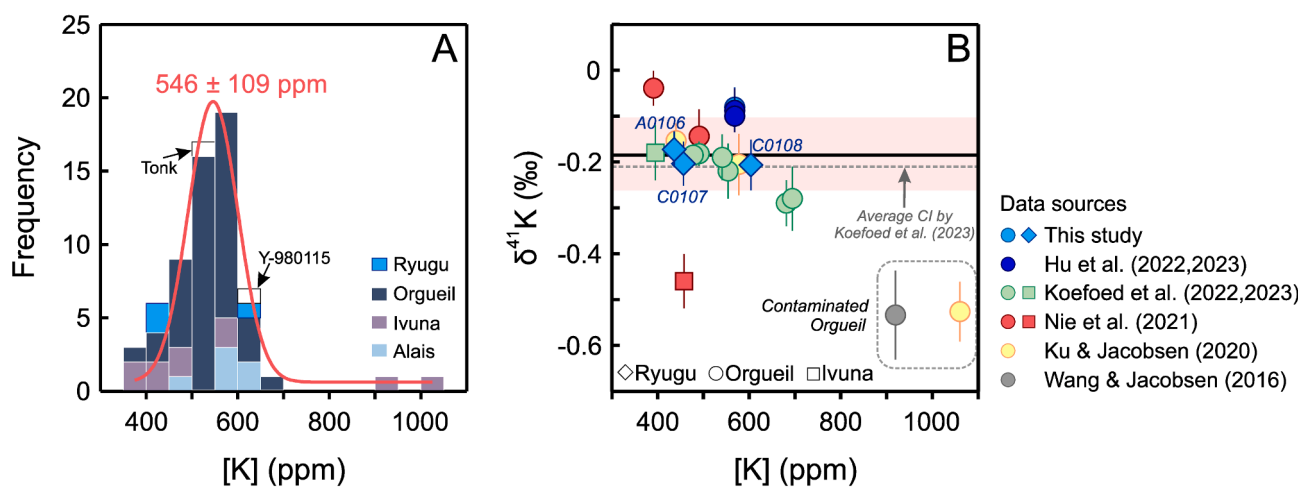 A
25
20
15
10
5
0
Frequency
546 ± 109 ppm
Tonk
Y-980115
Ryugu
Orgueil
Ivuna
Alais
400
600
800
1000
[K] (ppm)
B
0
-0.2
-0.4
-0.6
δ⁴¹K (‰)
A0106
C0108
C0107
Average CI by
Koefoed et al. (2023)
Contaminated
Orgueil
Ryugu Orgueil Ivuna
400
600
800
1000
[K] (ppm)
Data sources
This study
Hu et al. (2022,2023)
Koefoed et al. (2022,2023)
Nie et al. (2021)
Ku & Jacobsen (2020)
Wang & Jacobsen (2016)